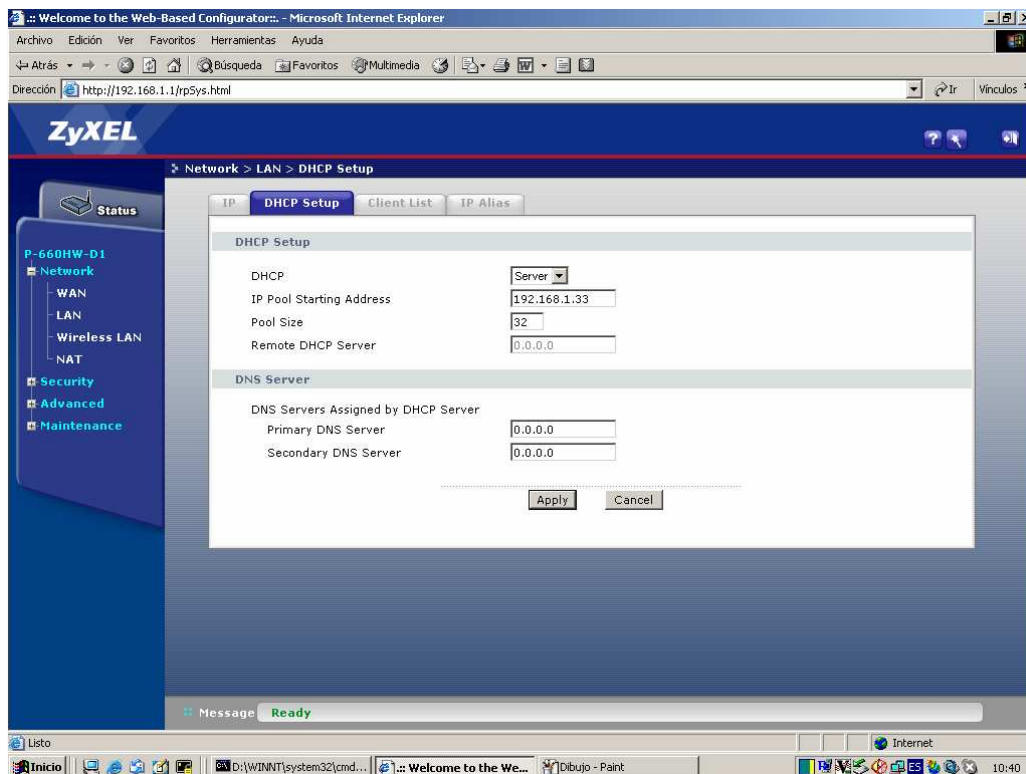 .:: Welcome to the Web-Based Configurator::. - Microsoft Internet Explorer
Archivo Edición Ver Favoritos Herramientas Ayuda
Atrás Búsqueda Favoritos Multimedia
Dirección http://192.168.1.1/rpSys.html Ir Vínculos
ZyXEL
Network > LAN > DHCP Setup
Status
IP DHCP Setup Client List IP Alias
P-660HW-D1
Network
WAN
LAN
Wireless LAN
NAT
Security
Advanced
Maintenance
DHCP Setup
DHCP Server
IP Pool Starting Address 192.168.1.33
Pool Size 32
Remote DHCP Server 0.0.0.0
DNS Server
DNS Servers Assigned by DHCP Server
Primary DNS Server 0.0.0.0
Secondary DNS Server 0.0.0.0
Apply Cancel
Message Ready
Listo Internet
Inicio D:\WINNT\system32\cmd... .:: Welcome to the We... Dibujo - Paint ES 10:40